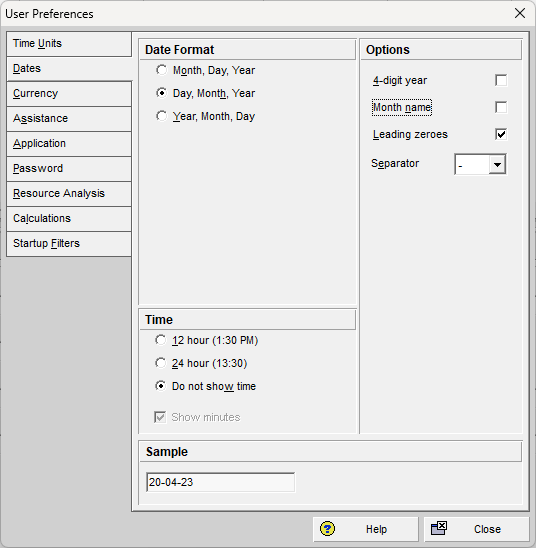 User Preferences
Time Units
Dates
Currency
Assistance
Application
Password
Resource Analysis
Calculations
Startup Filters
Date Format
Month, Day, Year
Day, Month, Year
Year, Month, Day
Options
4-digit year
Month name
Leading zeroes
Separator
-
Time
12 hour (1:30 PM)
24 hour (13:30)
Do not show time
Show minutes
Sample
20-04-23
? Help
Close